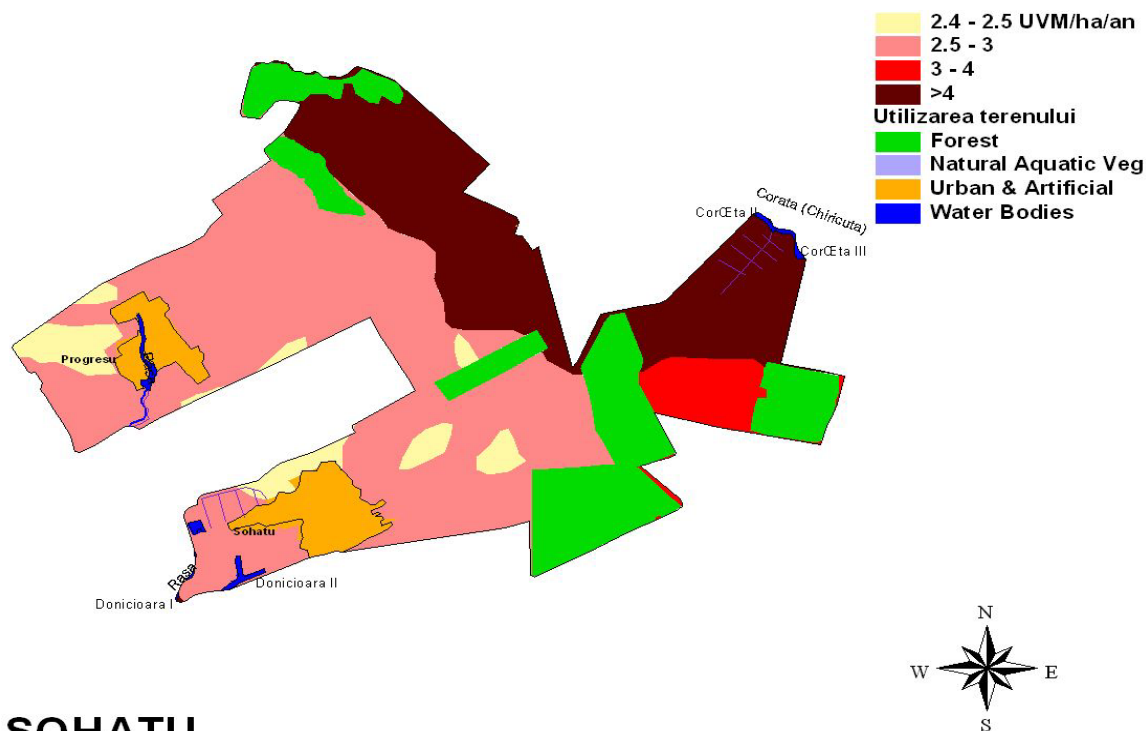 2.4 - 2.5 UVM/ha/an
2.5 - 3
3 - 4
>4
Utilizarea terenului
Forest
Natural Aquatic Veg
Urban & Artificial
Water Bodies
Corata (Chiricuta)
CorŒta II
CorŒta III
Progresu
Sohatu
Rasa
Donicioara II
Donicioara I
N
W E
S
SOHATU